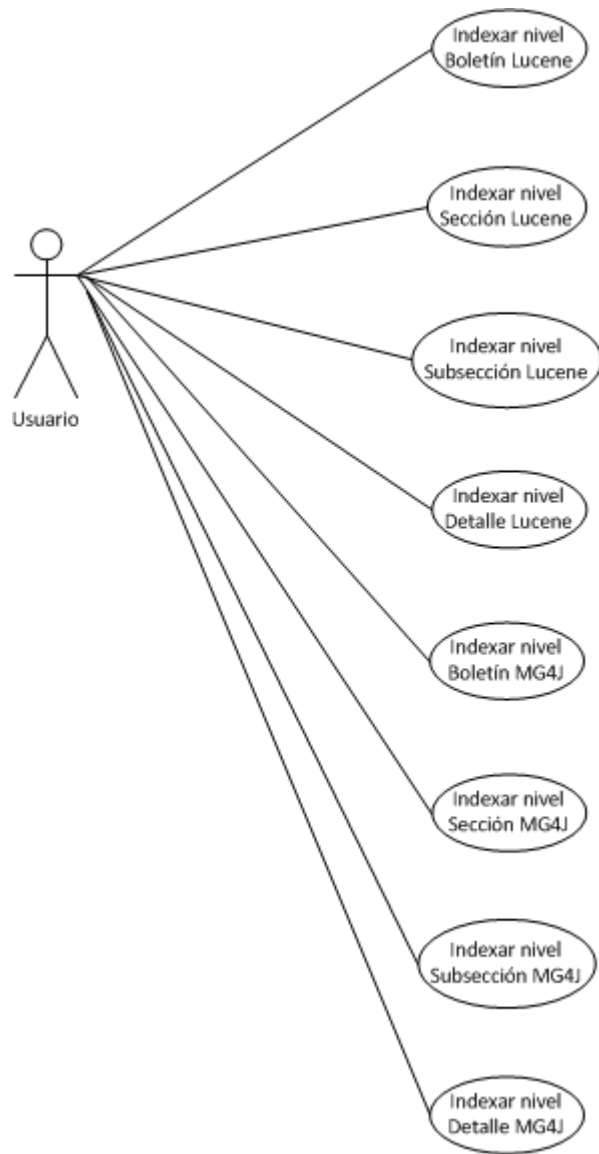 Indexar nivel
Boletín Lucene
Indexar nivel
Sección Lucene
Usuario
Indexar nivel
Subsección Lucene
Indexar nivel
Detalle Lucene
Indexar nivel
Boletín MG4J
Indexar nivel
Sección MG4J
Indexar nivel
Subsección MG4J
Indexar nivel
Detalle MG4J